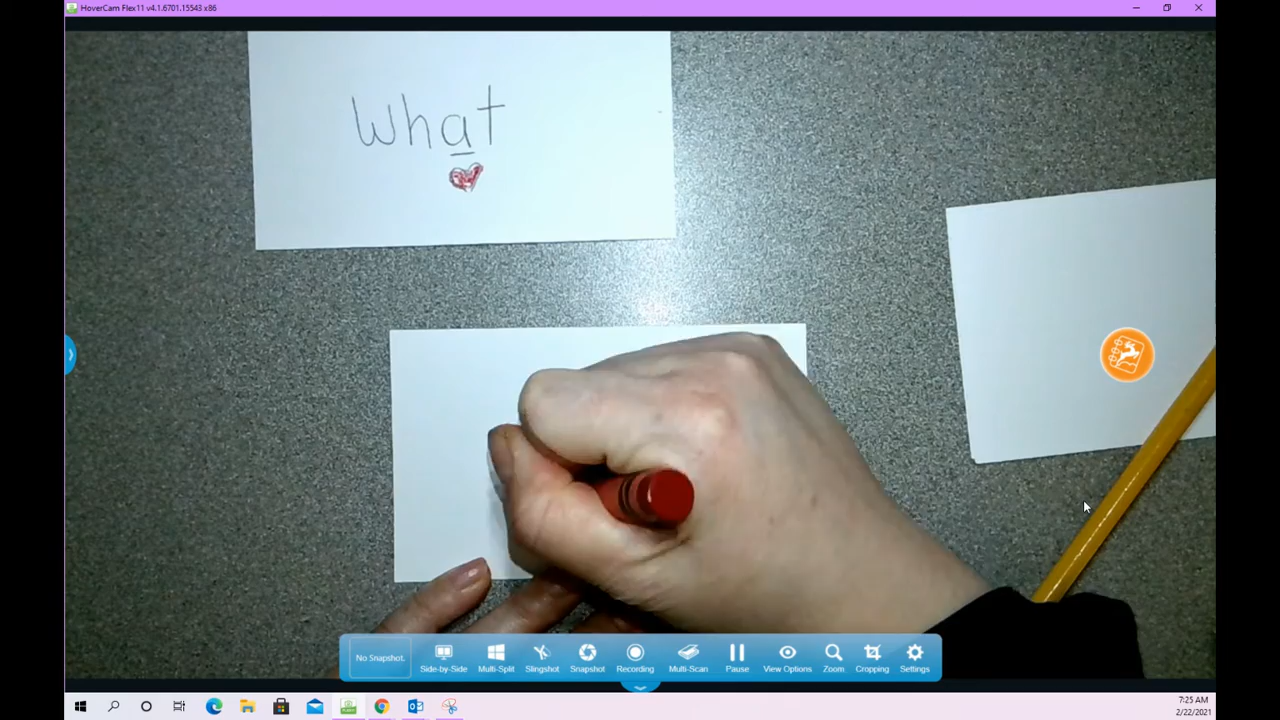 HoverCam Flex11 v4.1.6701.15543 x86
What
No Snapshot.
Side-by-Side
Multi-Split
Slingshot
Snapshot
Recording
Multi-Scan
Pause
View Options
Zoom
Cropping
Settings
7:25 AM
2/22/2021